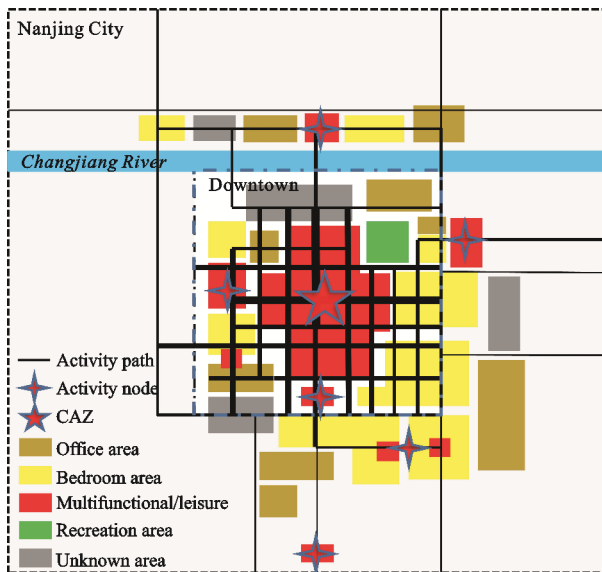 Nanjing City
Changjiang River
Downtown
Activity path
Activity node
CAZ
Office area
Bedroom area
Multifunctional/leisure
Recreation area
Unknown area